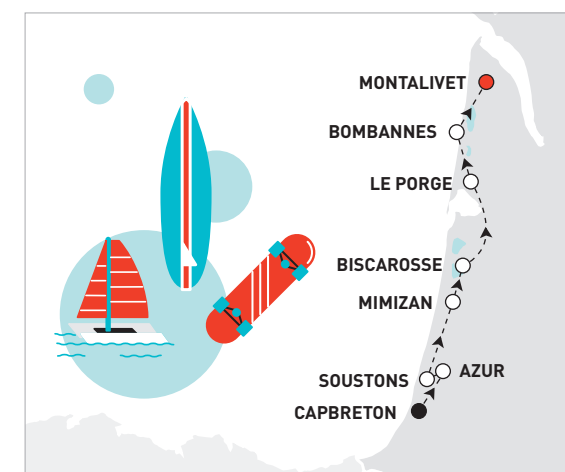 MONTALIVET
BOMBANNES
LE PORGE
BISCAROSSE
MIMIZAN
AZUR
SOUSTONS
CAPBRETON